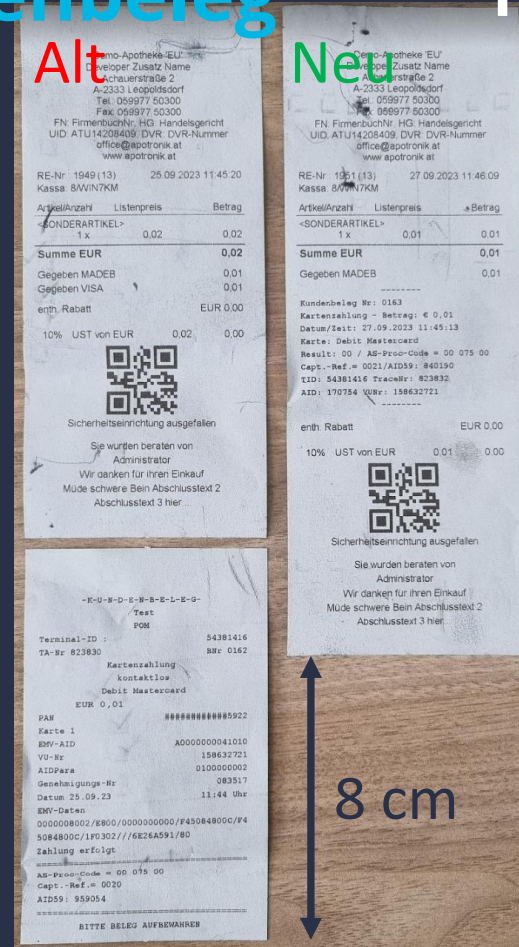 enbeleg
Alt
Demo-Apotheke 'EU'
Developer Zusatz Name
Achauerstraße 2
A-2333 Leopoldsdorf
Tel.: 059977 50300
Fax: 059977 50300
FN: FirmenbuchNr, HG: Handelsgericht
UID: ATU14208409, DVR: DVR-Nummer
office@apotronik.at
www.apotronik.at
RE-Nr : 1949 (13) 25.09.2023 11:45:20
Kassa: 8/WIN7KM
Artikel/Anzahl Listenpreis Betrag
<SONDERARTIKEL>
1 x 0,02 0,02
Summe EUR 0,02
Gegeben MADEB 0,01
Gegeben VISA 0,01
enth. Rabatt EUR 0,00
10% UST von EUR 0,02 0,00
Sicherheitseinrichtung ausgefallen
Sie wurden beraten von
Administrator
Wir danken für ihren Einkauf
Müde schwere Bein Abschlusstext 2
Abschlusstext 3 hier...
-K-U-N-D-E-N-B-E-L-E-G-
Test
POM
Terminal-ID : 54381416
TA-Nr 823830 BNr 0162
Kartenzahlung
kontaktlos
Debit Mastercard
EUR 0,01
PAN ############5922
Karte 1
EMV-AID A0000000041010
VU-Nr 158632721
AIDPara 0100000002
Genehmigungs-Nr 083517
Datum 25.09.23 11:44 Uhr
EMV-Daten
0000008002/E800/0000000000/F45084800C/F4
5084800C/1F0302///6E26A591/80
Zahlung erfolgt
AS-Proc-Code = 00 075 00
Capt.-Ref.= 0020
AID59: 959054
BITTE BELEG AUFBEWAHREN
Neu
Demo-Apotheke 'EU'
Developer Zusatz Name
Achauerstraße 2
A-2333 Leopoldsdorf
Tel.: 059977 50300
Fax: 059977 50300
FN: FirmenbuchNr, HG: Handelsgericht
UID: ATU14208409, DVR: DVR-Nummer
office@apotronik.at
www.apotronik.at
RE-Nr : 1951 (13) 27.09.2023 11:46:09
Kassa: 8/WIN7KM
Artikel/Anzahl Listenpreis Betrag
<SONDERARTIKEL>
1 x 0,01 0,01
Summe EUR 0,01
Gegeben MADEB 0,01
--------
Kundenbeleg Nr: 0163
Kartenzahlung - Betrag: € 0,01
Datum/Zeit: 27.09.2023 11:45:13
Karte: Debit Mastercard
Result: 00 / AS-Proc-Code = 00 075 00
Capt.-Ref.= 0021/AID59: 840190
TID: 54381416 TraceNr: 823832
AID: 170754 VUNr: 158632721
--------
enth. Rabatt EUR 0,00
10% UST von EUR 0,01 0,00
Sicherheitseinrichtung ausgefallen
Sie wurden beraten von
Administrator
Wir danken für ihren Einkauf
Müde schwere Bein Abschlusstext 2
Abschlusstext 3 hier...
8 cm